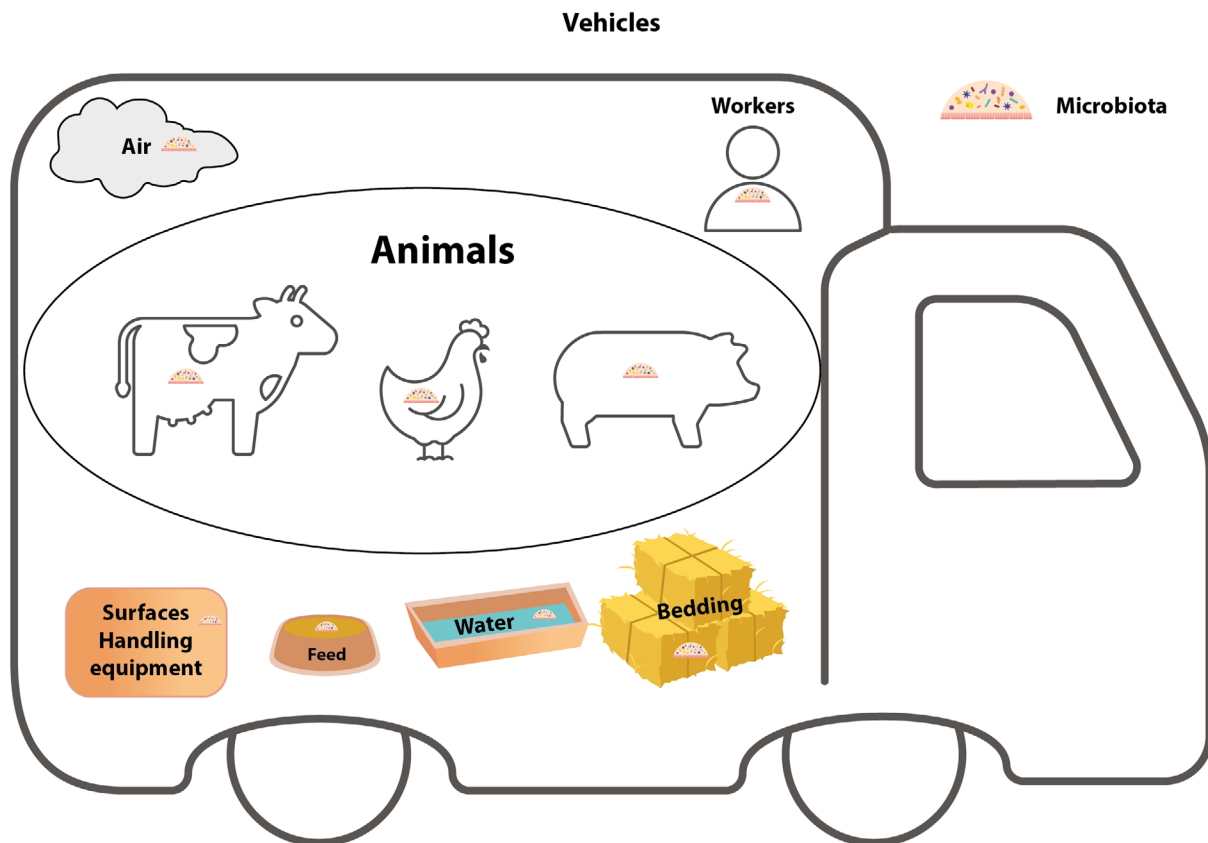 Vehicles
Air
Workers
Microbiota
Animals
Surfaces
Handling
equipment
Feed
Water
Bedding